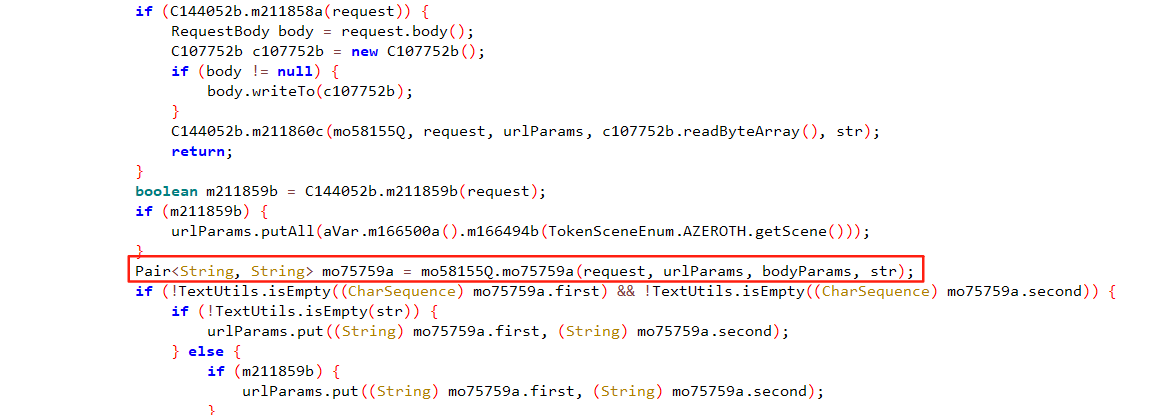 if (C144052b.m211858a(request)) {
RequestBody body = request.body();
C107752b c107752b = new C107752b();
if (body != null) {
body.writeTo(c107752b);
}
C144052b.m211860c(mo58155Q, request, urlParams, c107752b.readByteArray(), str);
return;
}
boolean m211859b = C144052b.m211859b(request);
if (m211859b) {
urlParams.putAll(aVar.m166500a().m166494b(TokenSceneEnum.AZEROTH.getScene()));
}
Pair<String, String> mo75759a = mo58155Q.mo75759a(request, urlParams, bodyParams, str);
if (!TextUtils.isEmpty((CharSequence) mo75759a.first) && !TextUtils.isEmpty((CharSequence) mo75759a.second)) {
if (!TextUtils.isEmpty(str)) {
urlParams.put((String) mo75759a.first, (String) mo75759a.second);
} else {
if (m211859b) {
urlParams.put((String) mo75759a.first, (String) mo75759a.second);
}